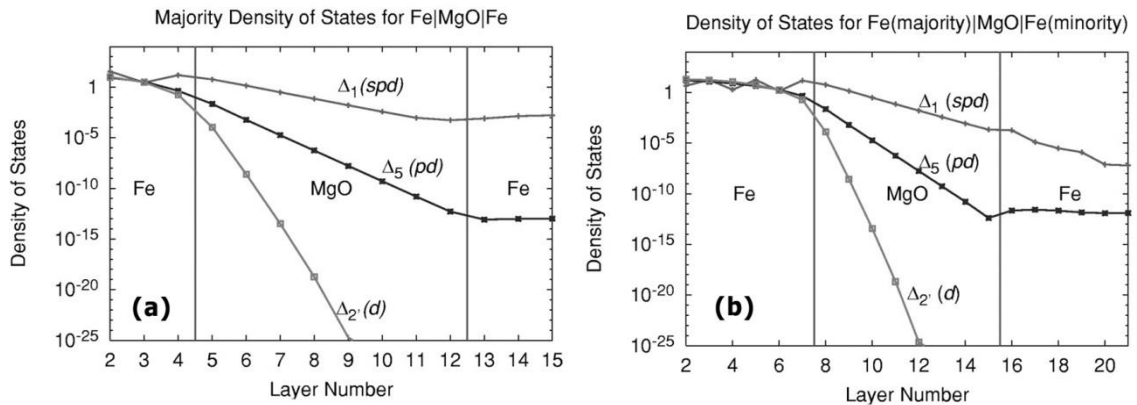 Majority Density of States for Fe|MgO|Fe
Density of States
1
10-5
10-10
10-15
10-20
10-25
Δ1 (spd)
Δ5 (pd)
Δ2' (d)
Fe
MgO
Fe
(a)
2 3 4 5 6 7 8 9 10 11 12 13 14 15
Layer Number
Density of States for Fe(majority)|MgO|Fe(minority)
Density of States
1
10-5
10-10
10-15
10-20
10-25
Δ1 (spd)
Δ5 (pd)
Δ2' (d)
Fe
MgO
Fe
(b)
2 4 6 8 10 12 14 16 18 20
Layer Number